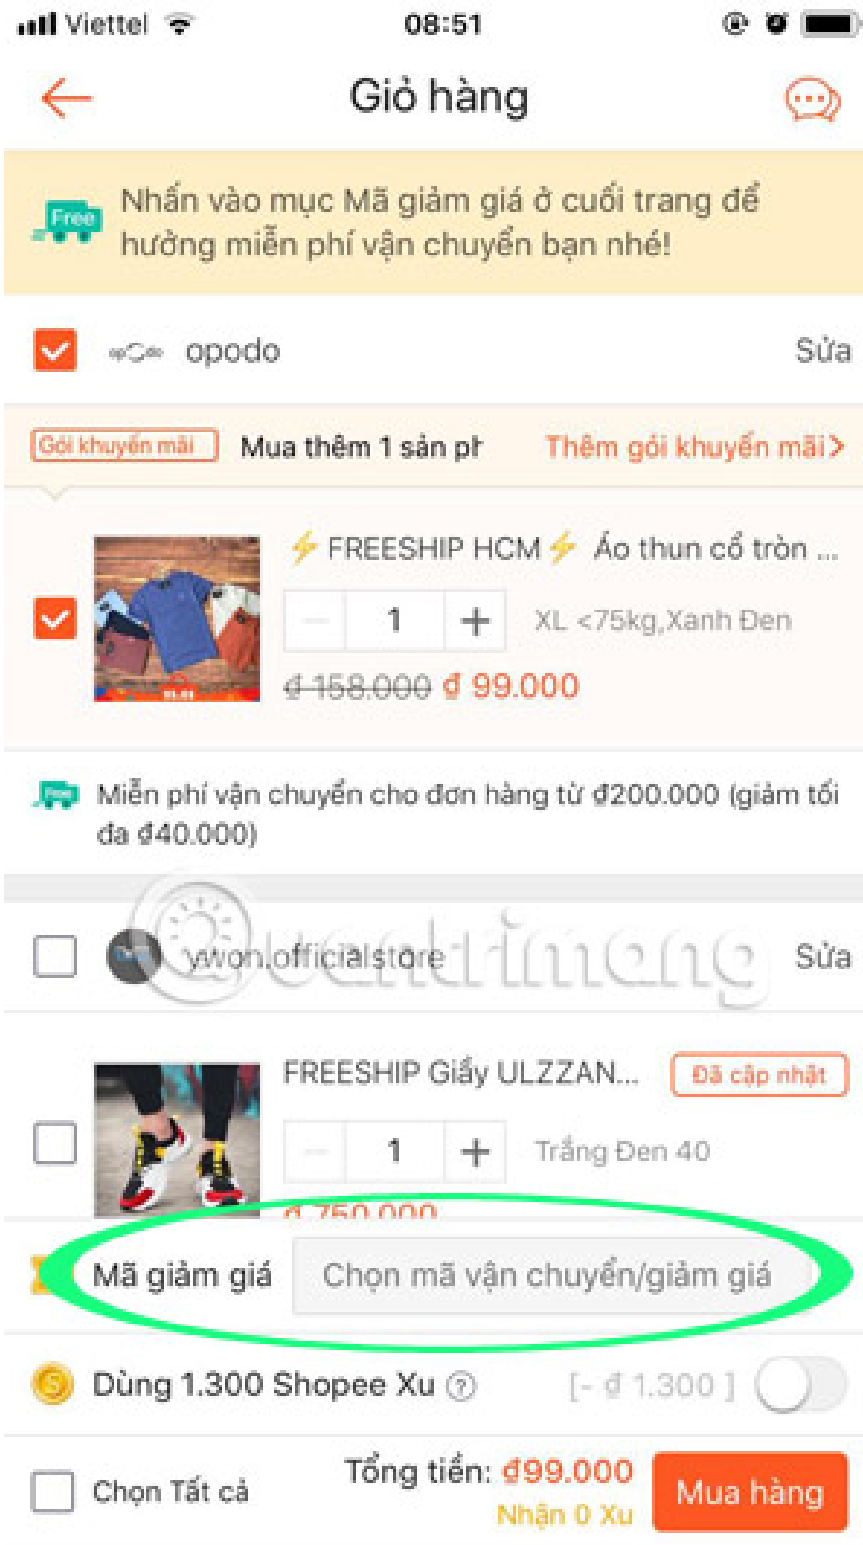 Viettel 08:51
Giỏ hàng
Free
Nhấn vào mục Mã giảm giá ở cuối trang để
hưởng miễn phí vận chuyển bạn nhé!
opodo Sửa
Gói khuyến mãi Mua thêm 1 sản ph Thêm gói khuyến mãi>
⚡ FREESHIP HCM⚡ Áo thun cổ tròn ...
1 + XL <75kg,Xanh Đen
₫ 158.000 ₫ 99.000
Miễn phí vận chuyển cho đơn hàng từ ₫200.000 (giảm tối
đa ₫40.000)
Quantrimang
ywon.officialstore Sửa
FREESHIP Giầy ULZZAN... Đã cập nhật
1 + Trắng Đen 40
₫ 750.000
Mã giảm giá Chọn mã vận chuyển/giảm giá
Dùng 1.300 Shopee Xu ? [- ₫ 1.300 ]
Chọn Tất cả Tổng tiền: ₫99.000 Mua hàng
Nhận 0 Xu